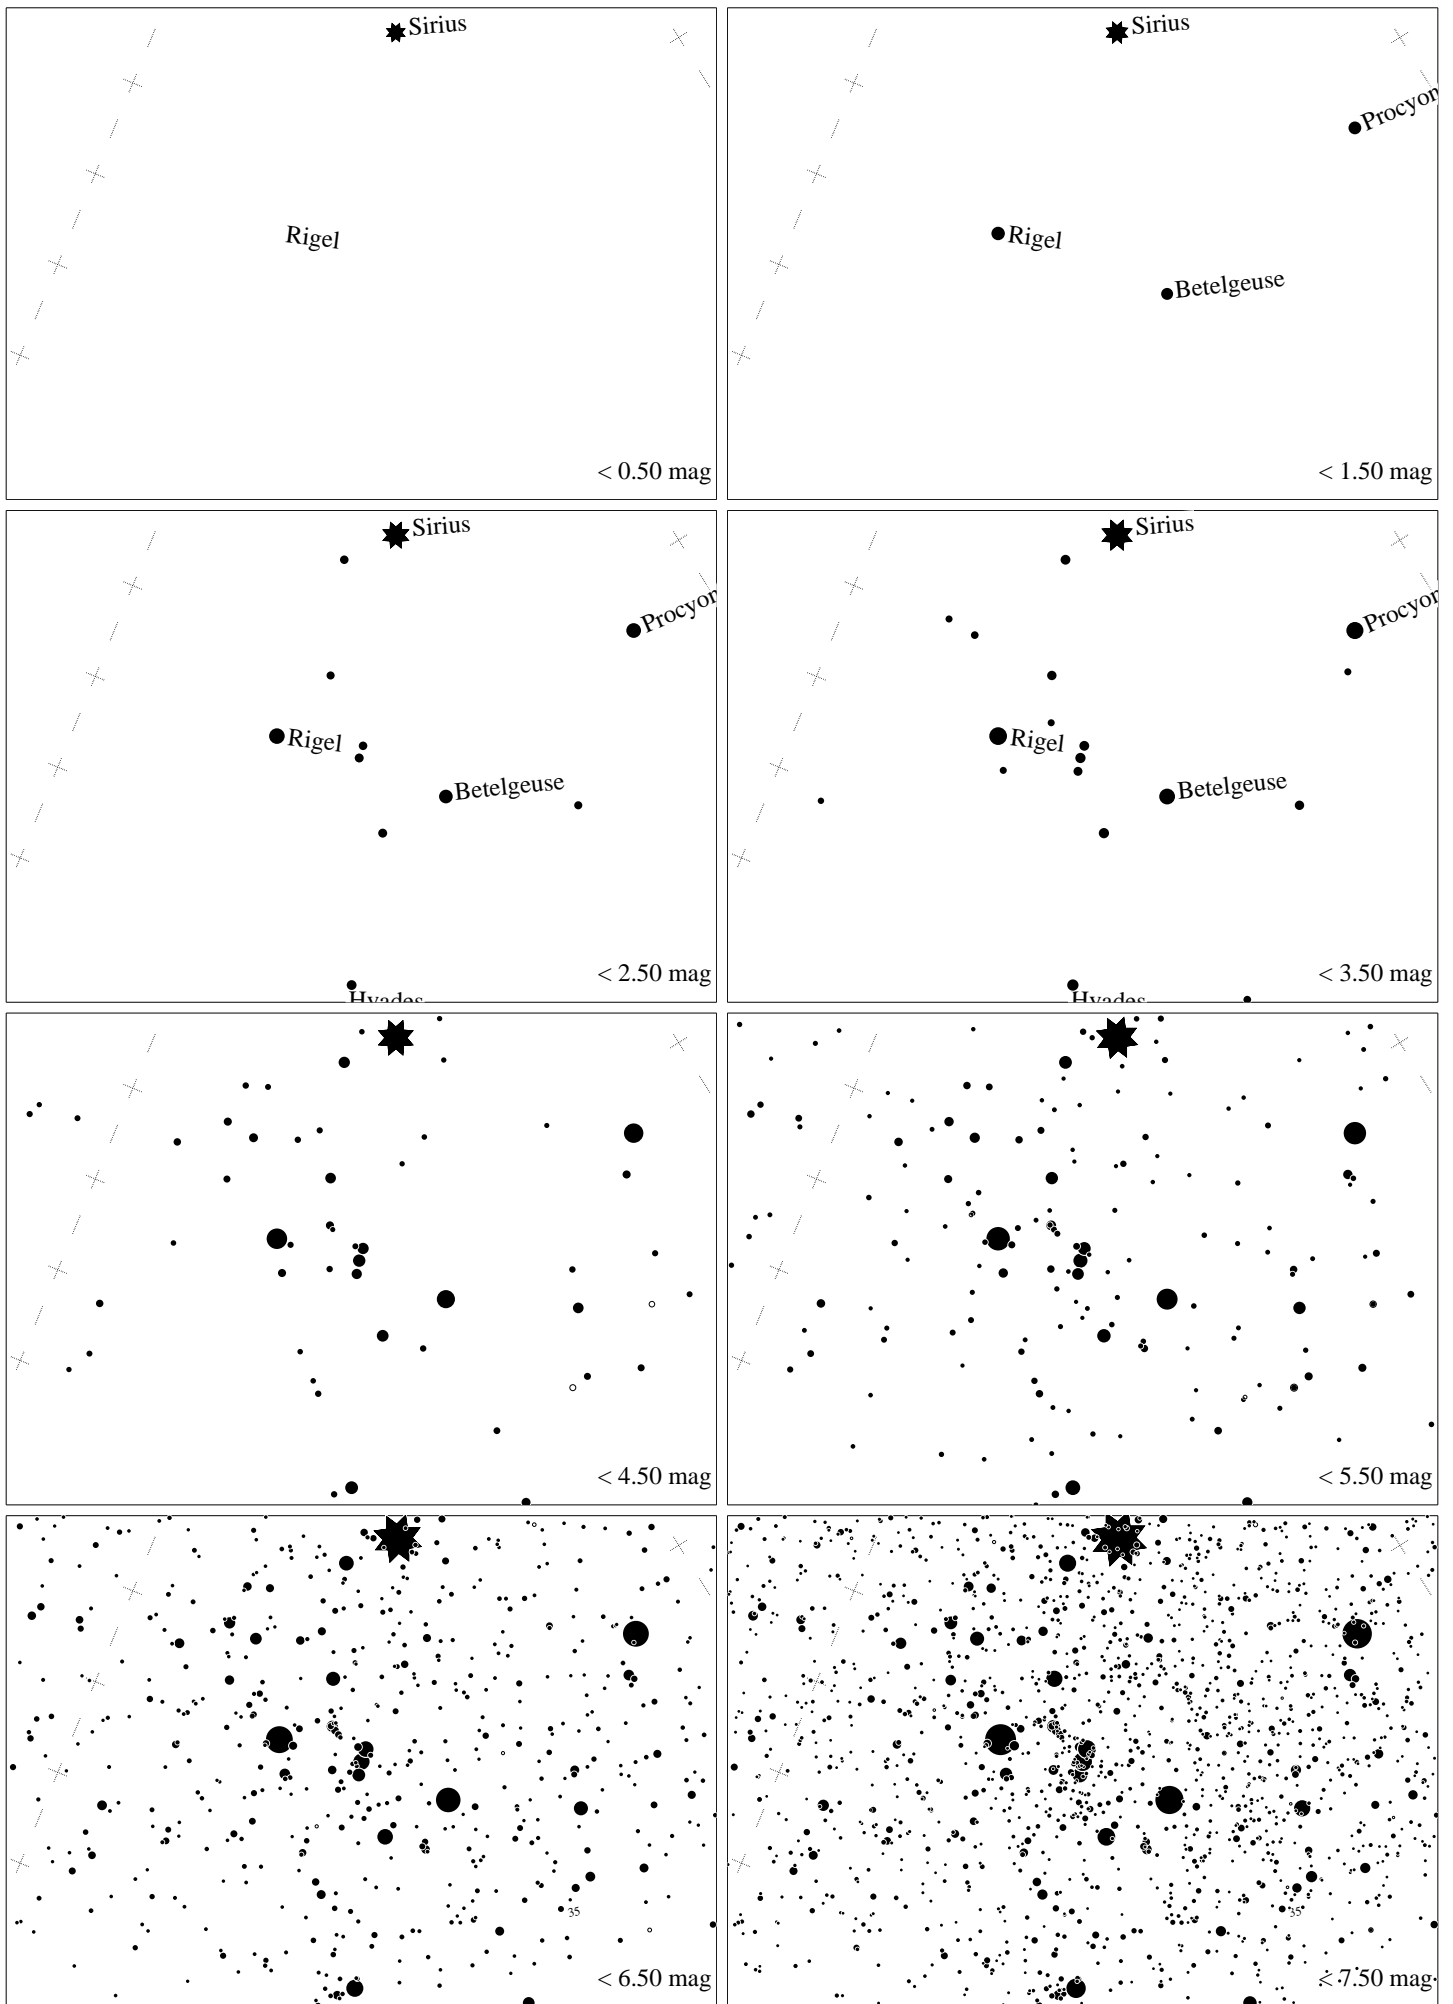 Sirius
Rigel
< 0.50 mag
Sirius
Procyon
Rigel
Betelgeuse
< 1.50 mag
Sirius
Procyon
Rigel
Betelgeuse
< 2.50 mag
Hyades
Sirius
Procyon
Rigel
Betelgeuse
< 3.50 mag
Hyades
< 4.50 mag
< 5.50 mag
35
< 6.50 mag
35
< 7.50 mag